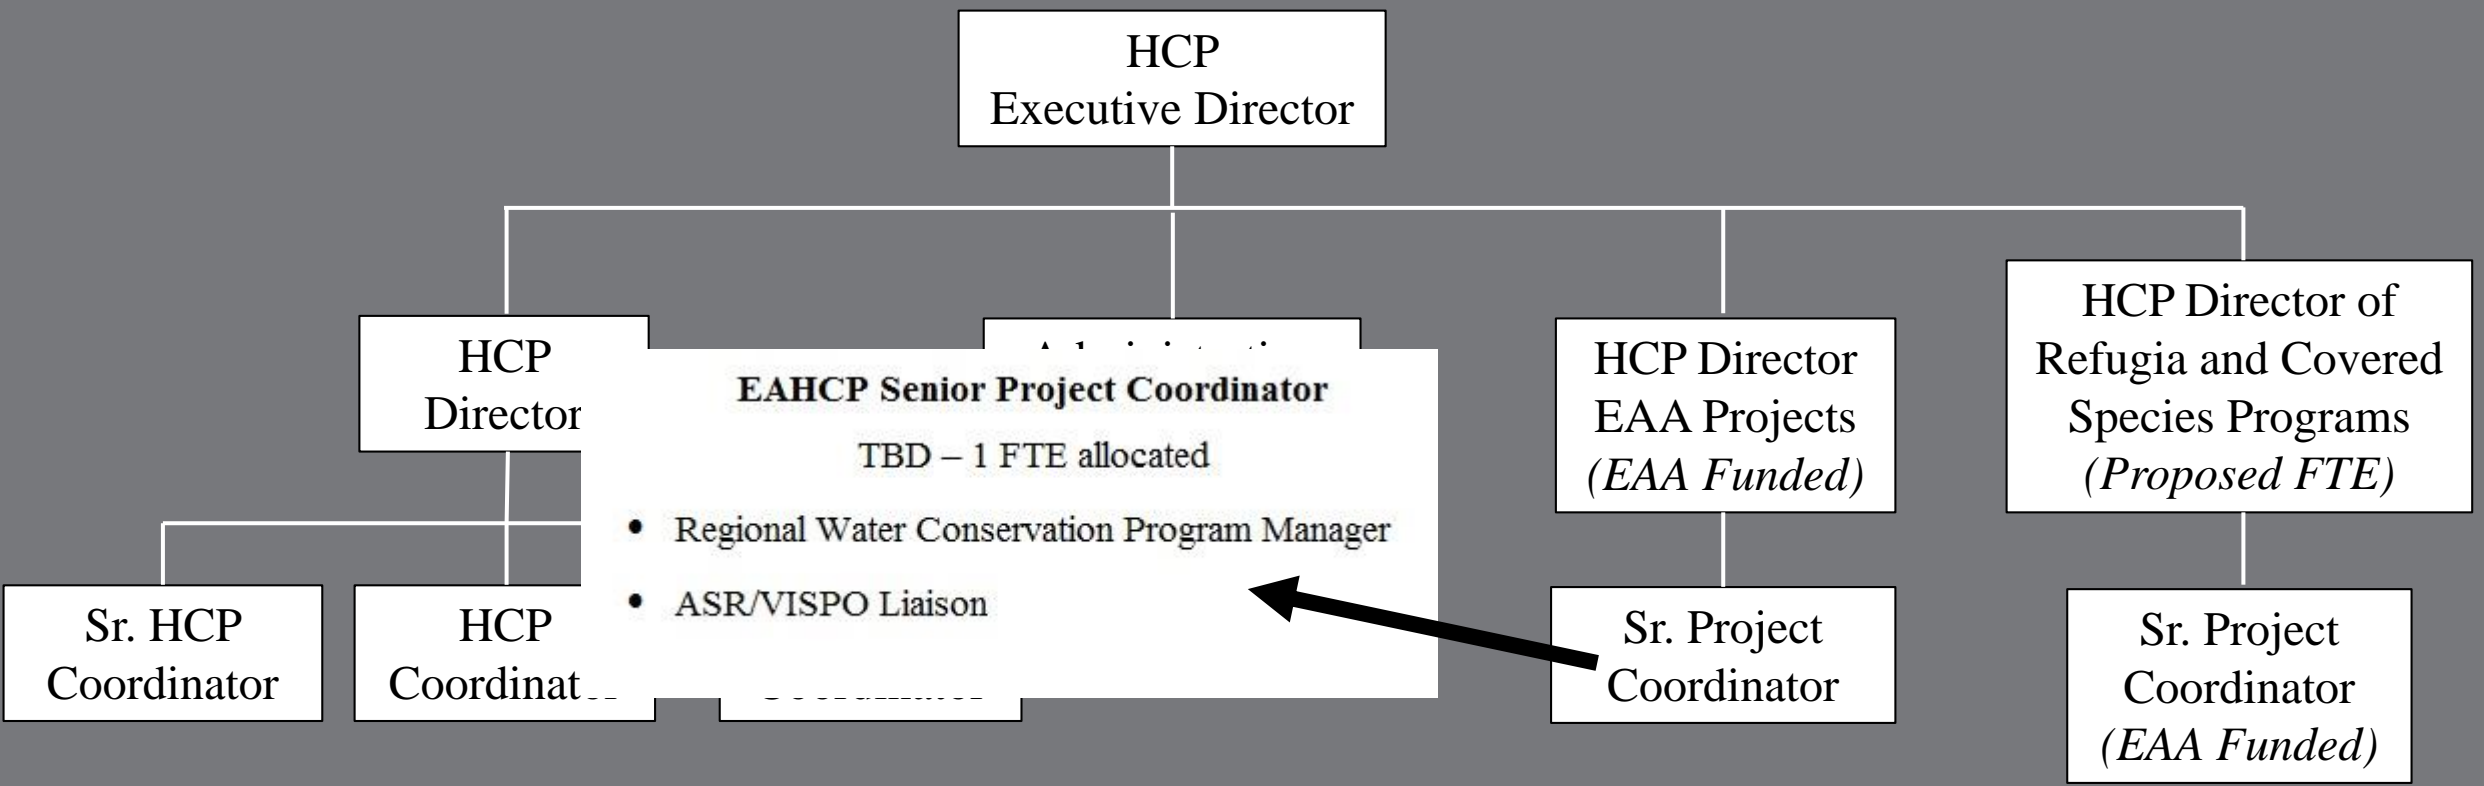 HCP
Executive Director
HCP
Director
HCP Director
EAA Projects
(EAA Funded)
HCP Director of
Refugia and Covered
Species Programs
(Proposed FTE)
EAHCP Senior Project Coordinator
TBD – 1 FTE allocated
• Regional Water Conservation Program Manager
• ASR/VISPO Liaison
Sr. HCP
Coordinator
HCP
Sr. Project
Coordinator
Sr. Project
Coordinator
(EAA Funded)